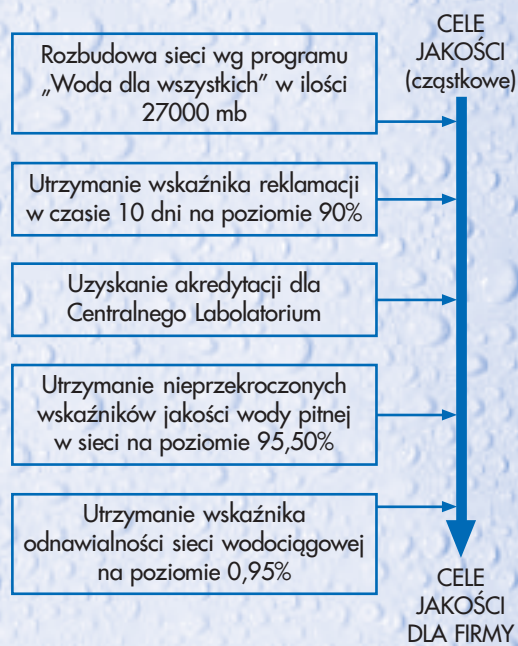 CELE
JAKOŚCI
(cząstkowe)
Rozbudowa sieci wg programu
„Woda dla wszystkich” w ilości
27000 mb
Utrzymanie wskaźnika reklamacji
w czasie 10 dni na poziomie 90%
Uzyskanie akredytacji dla
Centralnego Labolatorium
Utrzymanie nieprzekroczonych
wskaźników jakości wody pitnej
w sieci na poziomie 95,50%
Utrzymanie wskaźnika
odnawialności sieci wodociągowej
na poziomie 0,95%
CELE
JAKOŚCI
DLA FIRMY